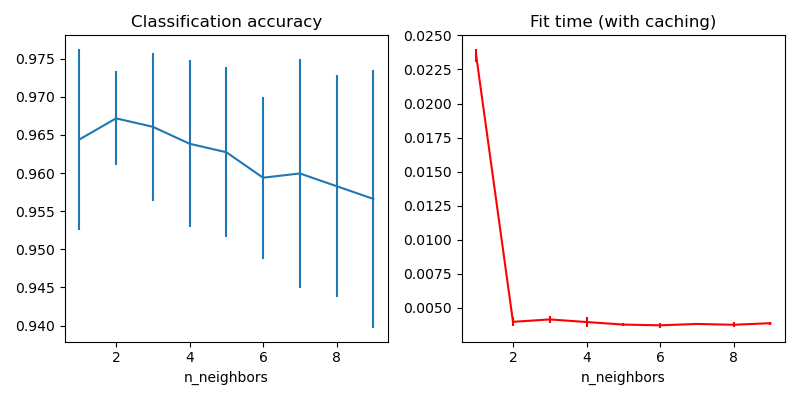 Classification accuracy
0.975
0.970
0.965
0.960
0.955
0.950
0.945
0.940
2 4 6 8
n_neighbors
Fit time (with caching)
0.0250
0.0225
0.0200
0.0175
0.0150
0.0125
0.0100
0.0075
0.0050
2 4 6 8
n_neighbors